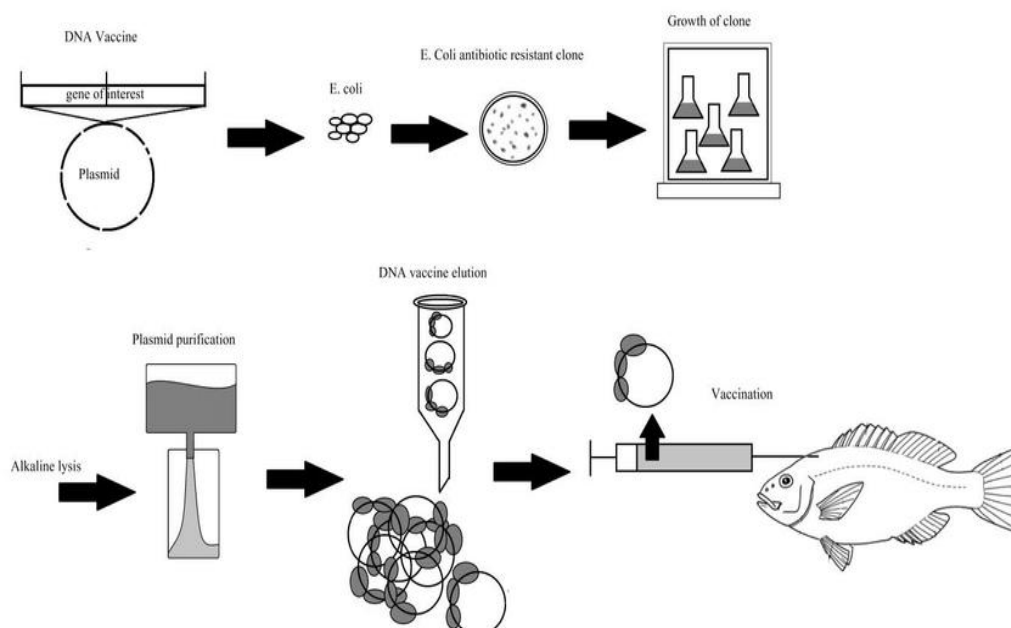 DNA Vaccine
gene of interest
Plasmid
E. coli
E. Coli antibiotic resistant clone
Growth of clone
Alkaline lysis
Plasmid purification
DNA vaccine elution
Vaccination